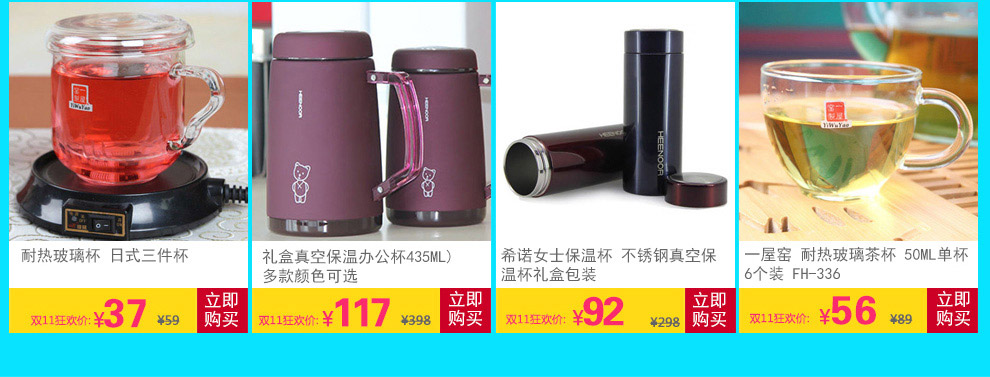 YiWuYao
HEENOOR
HEENOOR
HEENOOR
HEENOOR
YiWuYao
耐热玻璃杯 日式三件杯
双11狂欢价: ¥37 ¥59
立即
购买
礼盒真空保温办公杯435ML)
多款颜色可选
双11狂欢价: ¥117 ¥398
立即
购买
希诺女士保温杯 不锈钢真空保
温杯礼盒包装
双11狂欢价: ¥92 ¥298
立即
购买
一屋窑 耐热玻璃茶杯 50ML单杯
6个装 FH-336
双11狂欢价: ¥56 ¥89
立即
购买